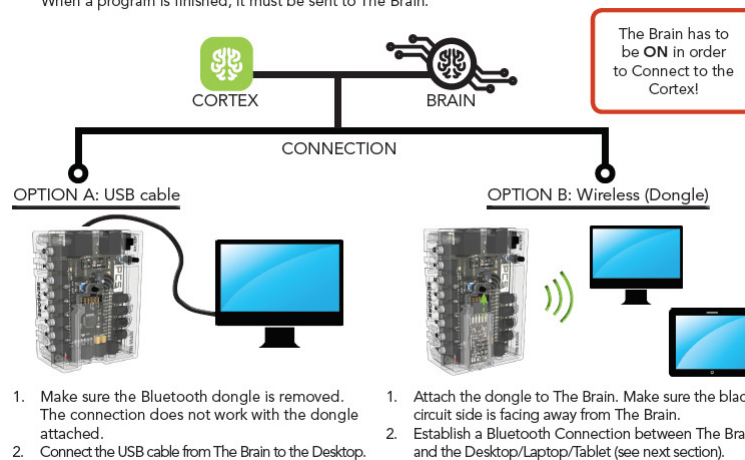 When a program is finished, it must be sent to The Brain.
The Brain has to
be ON in order
to Connect to the
Cortex!
CORTEX
BRAIN
CONNECTION
OPTION A: USB cable
OPTION B: Wireless (Dongle)
PCS
SENSORS
PCS
SENSORS
1. Make sure the Bluetooth dongle is removed.
The connection does not work with the dongle
attached.
2. Connect the USB cable from The Brain to the Desktop.
1. Attach the dongle to The Brain. Make sure the
circuit side is facing away from The Brain.
2. Establish a Bluetooth Connection between The
and the Desktop/Laptop/Tablet (see next section).